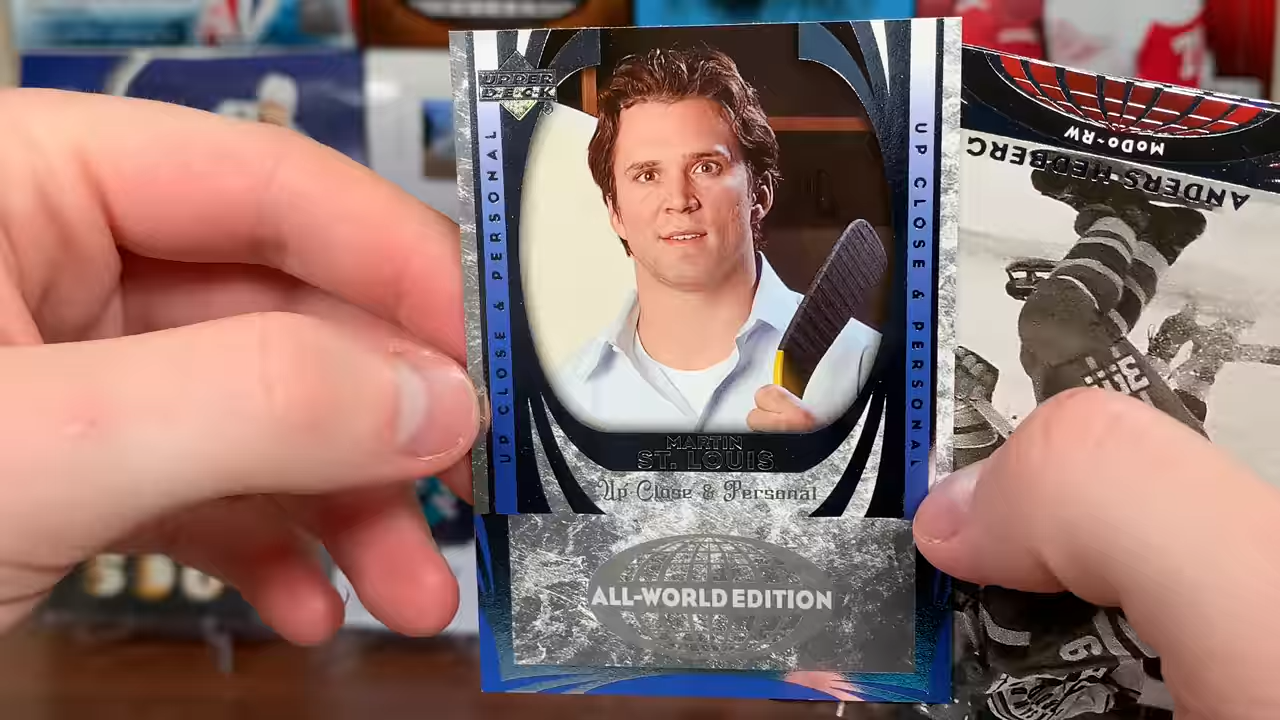 UPPER
DECK
UP CLOSE & PERSONAL
UP CLOSE & PERSONAL
MARTIN
ST. LOUIS
Up Close & Personal
ALL-WORLD EDITION
MoDo~RW
ANDERS HEDBERG